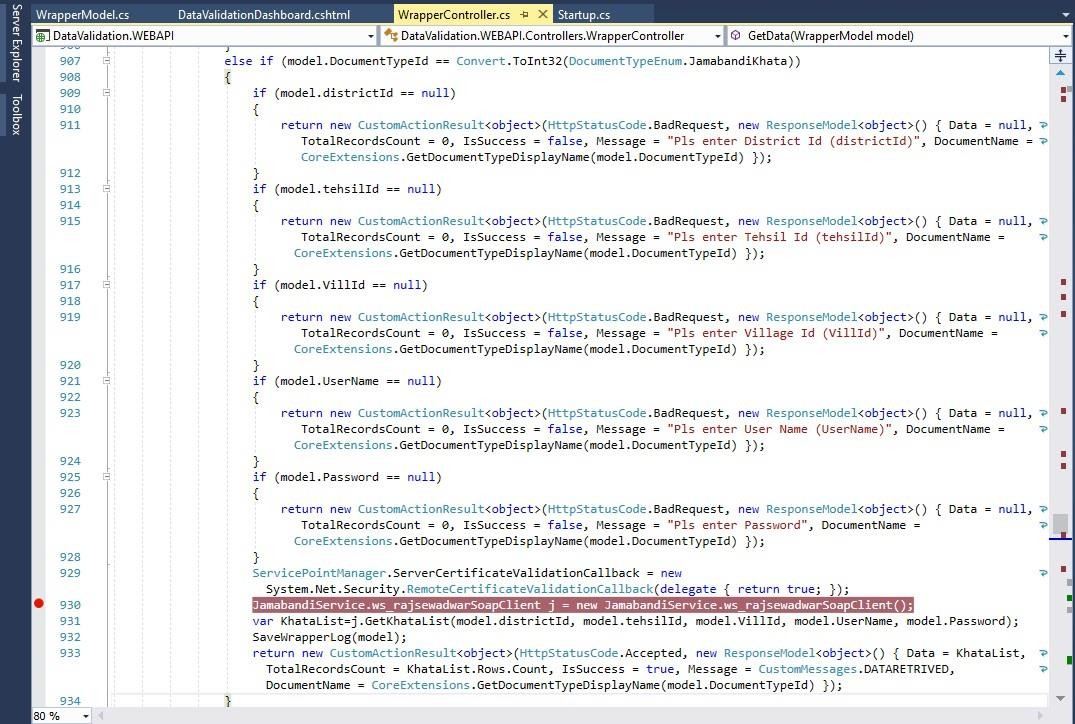 WrapperModel.cs DataValidationDashboard.cshtml WrapperController.cs Startup.cs
Server Explorer
Toolbox
DataValidation.WEBAPI DataValidation.WEBAPI.Controllers.WrapperController GetData(WrapperModel model)
907 else if (model.DocumentTypeId == Convert.ToInt32(DocumentTypeEnum.JamabandiKhata))
908 {
909 if (model.districtId == null)
910 {
911 return new CustomActionResult<object>(HttpStatusCode.BadRequest, new ResponseModel<object>() { Data = null,
TotalRecordsCount = 0, IsSuccess = false, Message = "Pls enter District Id (districtId)", DocumentName =
CoreExtensions.GetDocumentTypeDisplayName(model.DocumentTypeId) });
912 }
913 if (model.tehsilId == null)
914 {
915 return new CustomActionResult<object>(HttpStatusCode.BadRequest, new ResponseModel<object>() { Data = null,
TotalRecordsCount = 0, IsSuccess = false, Message = "Pls enter Tehsil Id (tehsilId)", DocumentName =
CoreExtensions.GetDocumentTypeDisplayName(model.DocumentTypeId) });
916 }
917 if (model.VillId == null)
918 {
919 return new CustomActionResult<object>(HttpStatusCode.BadRequest, new ResponseModel<object>() { Data = null,
TotalRecordsCount = 0, IsSuccess = false, Message = "Pls enter Village Id (VillId)", DocumentName =
CoreExtensions.GetDocumentTypeDisplayName(model.DocumentTypeId) });
920 }
921 if (model.UserName == null)
922 {
923 return new CustomActionResult<object>(HttpStatusCode.BadRequest, new ResponseModel<object>() { Data = null,
TotalRecordsCount = 0, IsSuccess = false, Message = "Pls enter User Name (UserName)", DocumentName =
CoreExtensions.GetDocumentTypeDisplayName(model.DocumentTypeId) });
924 }
925 if (model.Password == null)
926 {
927 return new CustomActionResult<object>(HttpStatusCode.BadRequest, new ResponseModel<object>() { Data = null,
TotalRecordsCount = 0, IsSuccess = false, Message = "Pls enter Password", DocumentName =
CoreExtensions.GetDocumentTypeDisplayName(model.DocumentTypeId) });
928 }
929 ServicePointManager.ServerCertificateValidationCallback = new
System.Net.Security.RemoteCertificateValidationCallback(delegate { return true; });
930 JamabandiService.ws_rajsewadwarSoapClient j = new JamabandiService.ws_rajsewadwarSoapClient();
931 var KhataList=j.GetKhataList(model.districtId, model.tehsilId, model.VillId, model.UserName, model.Password);
932 SaveWrapperLog(model);
933 return new CustomActionResult<object>(HttpStatusCode.Accepted, new ResponseModel<object>() { Data = KhataList,
TotalRecordsCount = KhataList.Rows.Count, IsSuccess = true, Message = CustomMessages.DATARETRIVED,
DocumentName = CoreExtensions.GetDocumentTypeDisplayName(model.DocumentTypeId) });
934 }
80 %